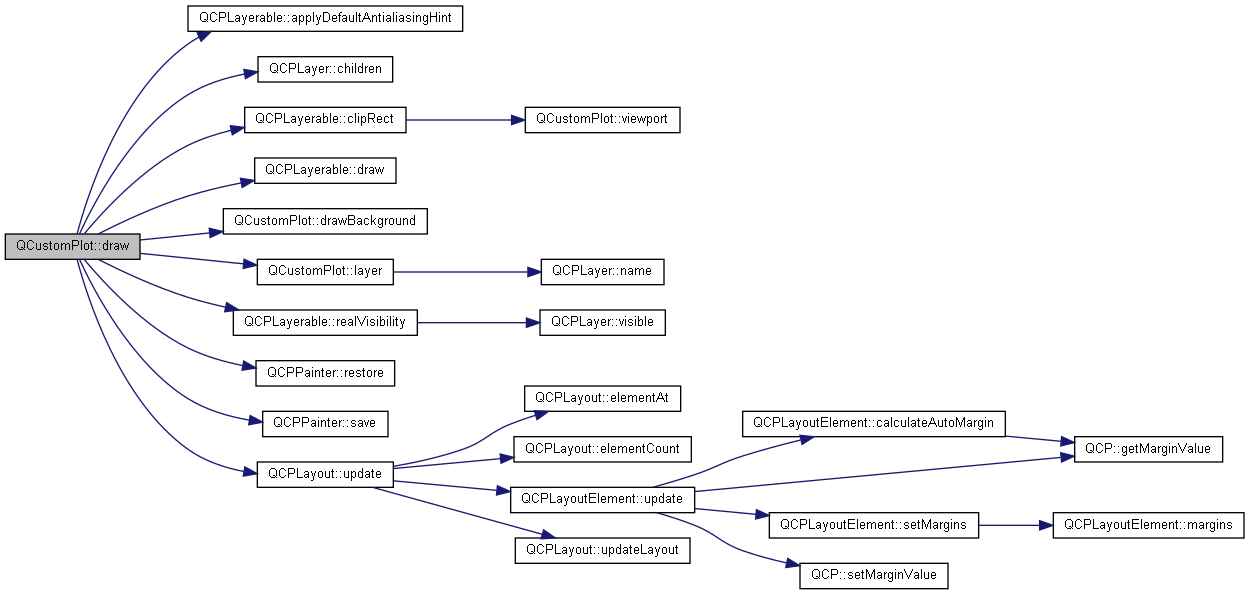 QCPLayerable::applyDefaultAntialiasingHint
QCPLayer::children
QCPLayerable::clipRect
QCustomPlot::viewport
QCPLayerable::draw
QCustomPlot::drawBackground
QCustomPlot::draw
QCustomPlot::layer
QCPLayer::name
QCPLayerable::realVisibility
QCPLayer::visible
QCPPainter::restore
QCPLayout::elementAt
QCPPainter::save
QCPLayoutElement::calculateAutoMargin
QCPLayout::elementCount
QCP::getMarginValue
QCPLayout::update
QCPLayoutElement::update
QCPLayoutElement::setMargins
QCPLayoutElement::margins
QCPLayout::updateLayout
QCP::setMarginValue